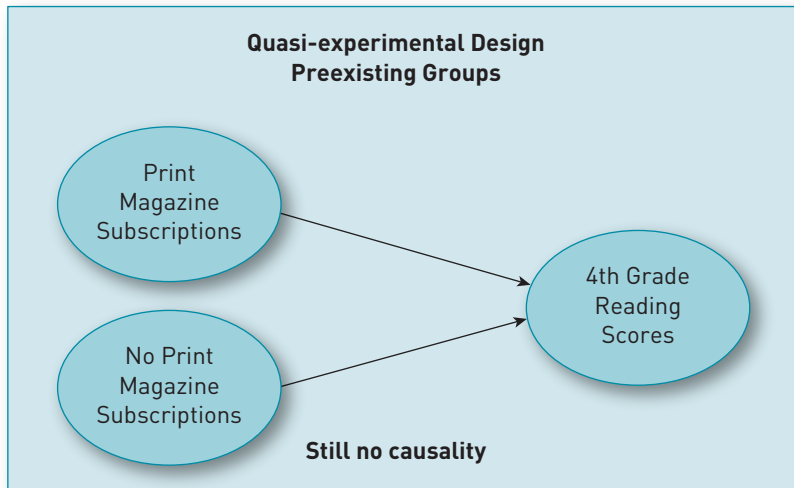 Quasi-experimental Design
Preexisting Groups
Print
Magazine
Subscriptions
No Print
Magazine
Subscriptions
4th Grade
Reading
Scores
Still no causality